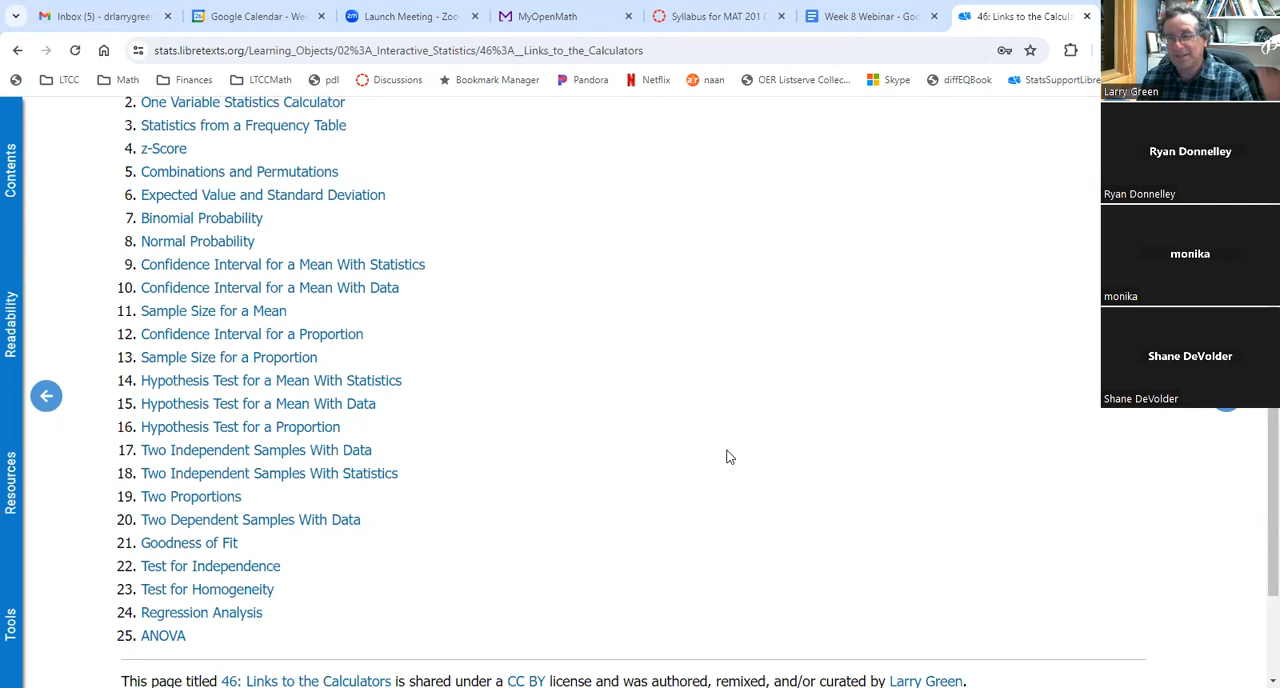 Inbox (5) - drlarrygree
Google Calendar - We
Launch Meeting - Zoo
MyOpenMath
Syllabus for MAT 201
Week 8 Webinar - Goo
46: Links to the Calcula
stats.libretexts.org/Learning_Objects/02%3A_Interactive_Statistics/46%3A__Links_to_the_Calculators
LTCC
Math
Finances
LTCCMath
pdl
Discussions
Bookmark Manager
Pandora
Netflix
naan
OER Listserve Collec...
Skype
diffEQBook
StatsSupportLibre
Larry Green
Ryan Donnelley
Ryan Donnelley
monika
monika
Shane DeVolder
Shane DeVolder
Contents
Readability
Resources
Tools
2. One Variable Statistics Calculator
3. Statistics from a Frequency Table
4. z-Score
5. Combinations and Permutations
6. Expected Value and Standard Deviation
7. Binomial Probability
8. Normal Probability
9. Confidence Interval for a Mean With Statistics
10. Confidence Interval for a Mean With Data
11. Sample Size for a Mean
12. Confidence Interval for a Proportion
13. Sample Size for a Proportion
14. Hypothesis Test for a Mean With Statistics
15. Hypothesis Test for a Mean With Data
16. Hypothesis Test for a Proportion
17. Two Independent Samples With Data
18. Two Independent Samples With Statistics
19. Two Proportions
20. Two Dependent Samples With Data
21. Goodness of Fit
22. Test for Independence
23. Test for Homogeneity
24. Regression Analysis
25. ANOVA
This page titled 46: Links to the Calculators is shared under a CC BY license and was authored, remixed, and/or curated by Larry Green.